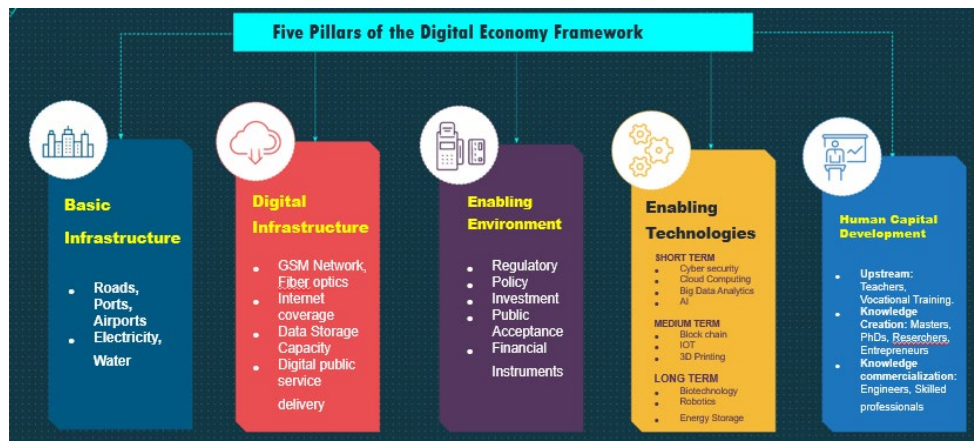 Five Pillars of the Digital Economy Framework
Basic
Infrastructure
Roads,
Ports,
Airports
Electricity,
Water
Digital
Infrastructure
GSM Network,
Fiber optics
Internet
coverage
Data Storage
Capacity
Digital public
service
delivery
Enabling
Environment
Regulatory
Policy
Investment
Public
Acceptance
Financial
Instruments
Enabling
Technologies
SHORT TERM
Cyber security
Cloud Computing
Big Data Analytics
AI
MEDIUM TERM
Block chain
IOT
3D Printing
LONG TERM
Biotechnology
Robotics
Energy Storage
Human Capital
Development
Upstream:
Teachers,
Vocational Training.
Knowledge
Creation: Masters,
PhDs, Reserchers,
Entrepreneurs
Knowledge
commercialization:
Engineers, Skilled
professionals